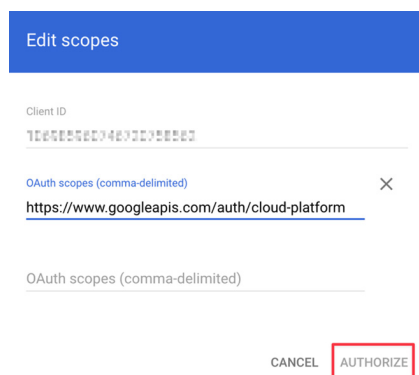 Edit scopes
Client ID
OAuth scopes (comma-delimited)
https://www.googleapis.com/auth/cloud-platform
OAuth scopes (comma-delimited)
CANCEL AUTHORIZE